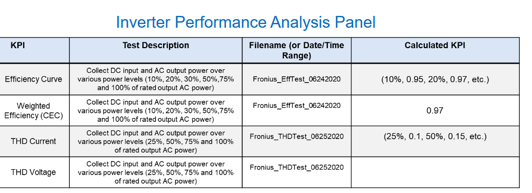 Inverter Performance Analysis Panel
KPI Test Description Filename (or Date/Time Range) Calculated KPI
Efficiency Curve
Collect DC input and AC output power over
various power levels (10%, 20%, 30%, 50%,75%
and 100% of rated output AC power)
Fronius_EffTest_06242020
(10%, 0.95, 20%, 0.97, etc.)
Weighted
Efficiency (CEC)
Collect DC input and AC output power over
various power levels (10%, 20%, 30%, 50%,75%
and 100% of rated output AC power)
Fronius_EffTest_06242020
0.97
THD Current
Collect DC input and AC output power over
various power levels (25%, 50%, 75% and 100%
of rated output AC power)
Fronius_THDTest_06252020
(25%, 0.1, 50%, 0.15, etc.)
THD Voltage
Collect DC input and AC output power over
various power levels (25%, 50%, 75% and 100%
of rated output AC power)
Fronius_THDTest_06252020